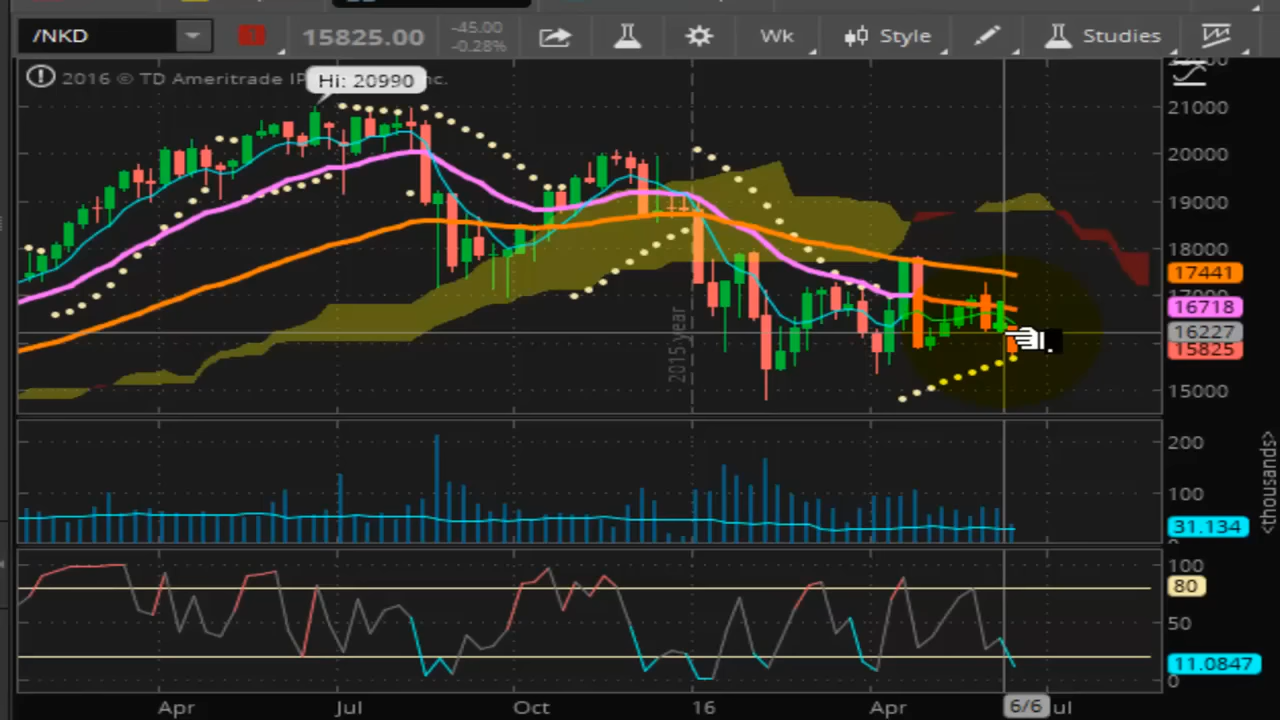 /NKD 15825.00 -45.00 -0.28% Wk Style Studies
2016 © TD Ameritrade IP
Hi: 20990
nc.
21000
20000
19000
18000
17441
16718
16227
15825
15000
2015 year
200
100
31.134
<thousands>
100
80
50
11.0847
0
Apr Jul Oct 16 Apr 6/6 ul